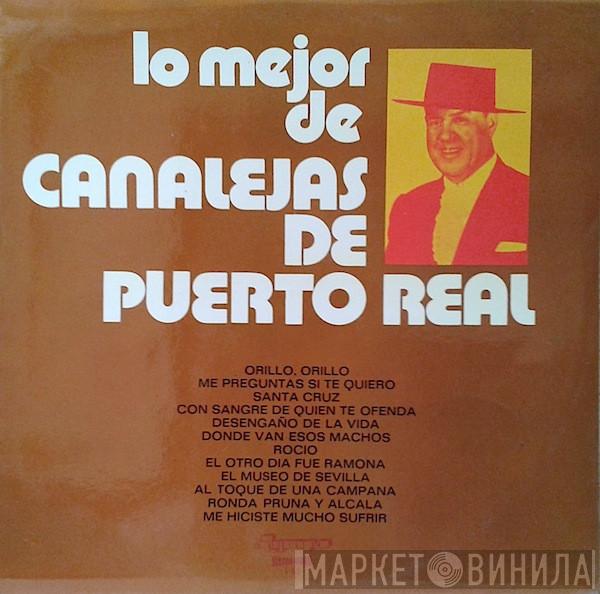 lo mejor
de
CANALEJAS
DE
PUERTO REAL
ORILLO, ORILLO
ME PREGUNTAS SI TE QUIERO
SANTA CRUZ
CON SANGRE DE QUIEN TE OFENDA
DESENGAÑO DE LA VIDA
DONDE VAN ESOS MACHOS
ROCIO
EL OTRO DIA FUE RAMONA
EL MUSEO DE SEVILLA
AL TOQUE DE UNA CAMPANA
RONDA PRUNA Y ALCALA
ME HICISTE MUCHO SUFRIR
МАРКЕТ ВИНИЛА